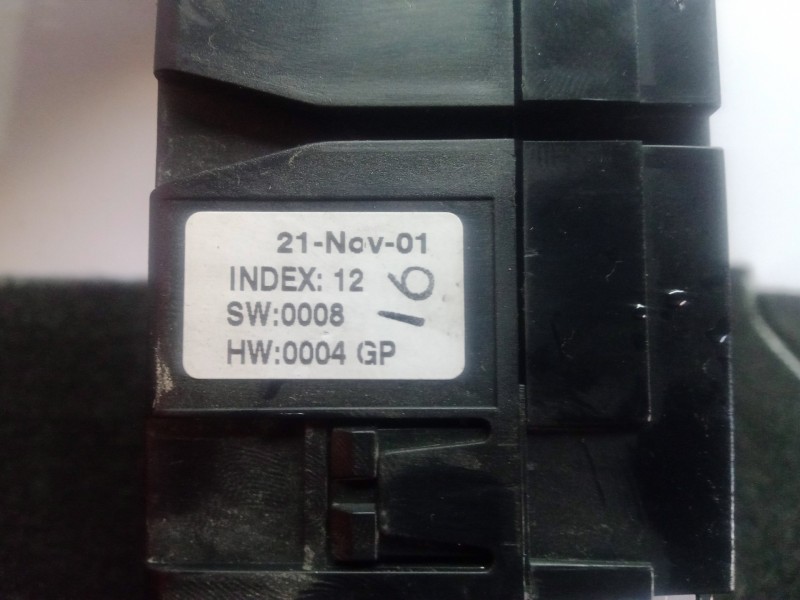 21-Nov-01
INDEX: 12
SW:0008
HW:0004 GP
16